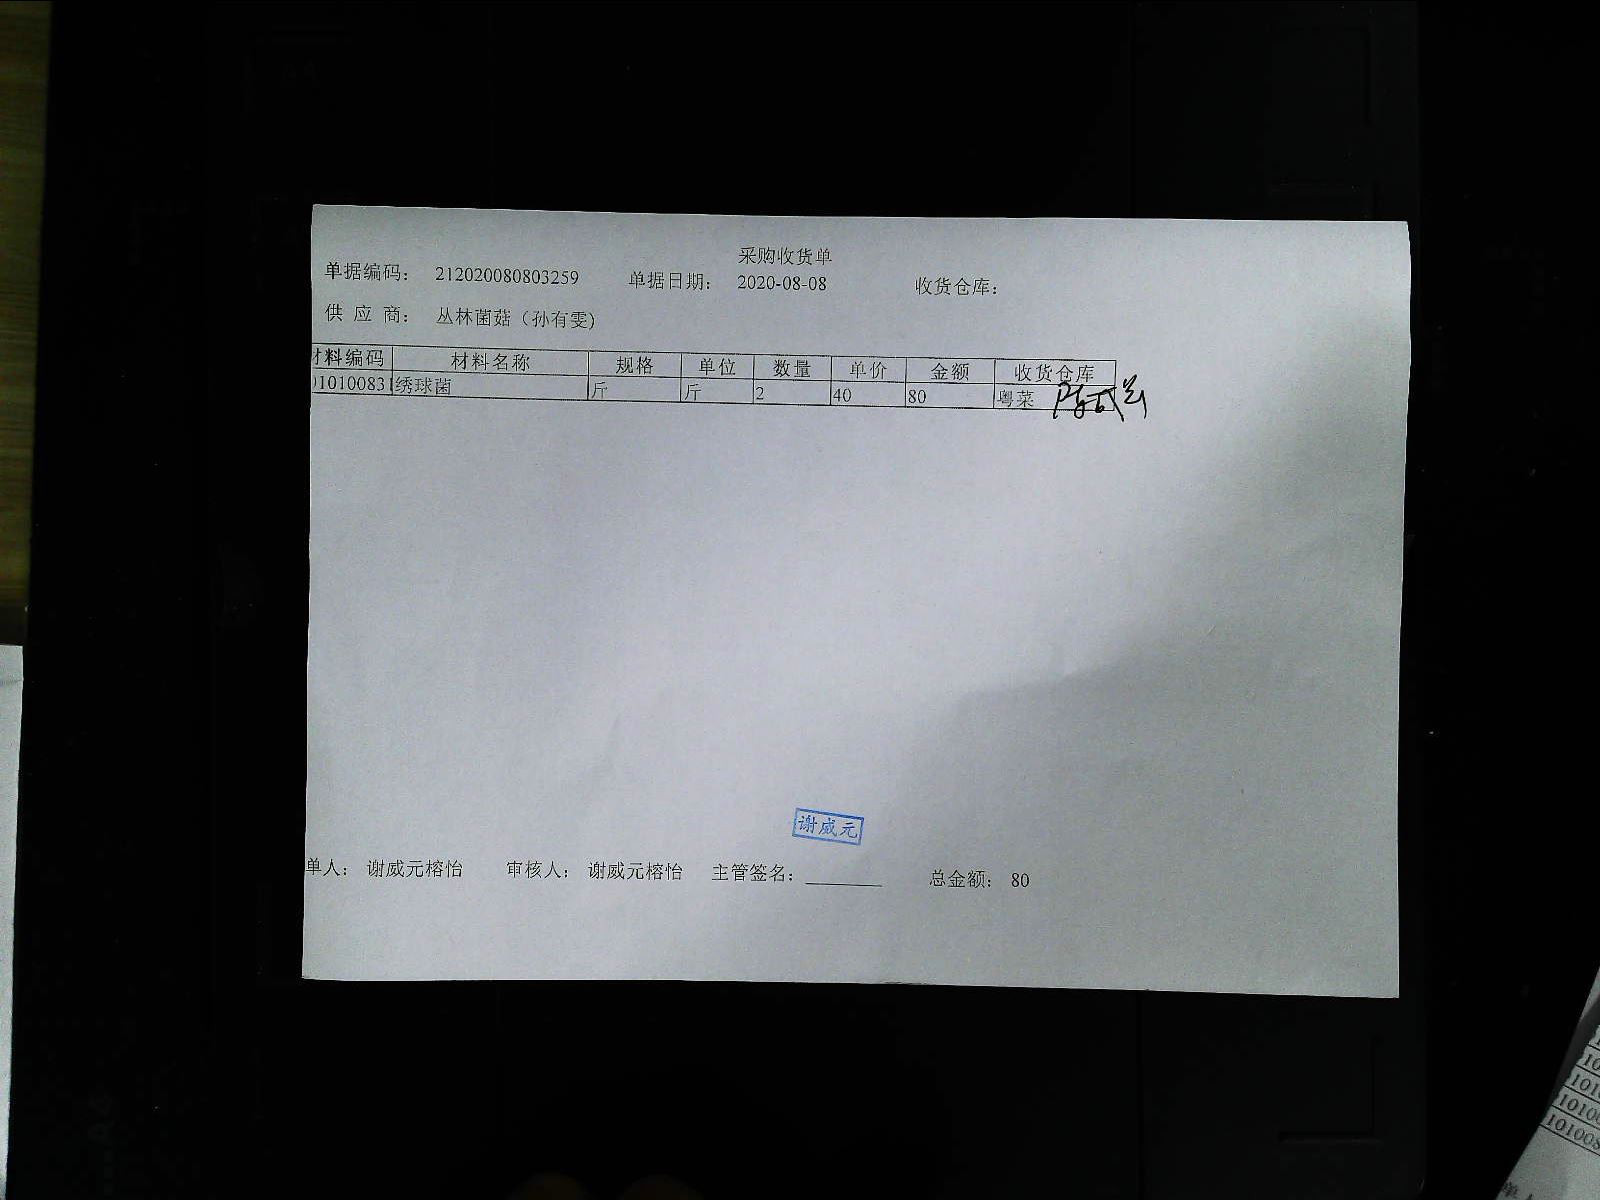 采购收货单
单据编码： 212020080803259 单据日期： 2020-08-08 收货仓库：
供 应 商： 丛林菌菇（孙有雯)
材料编码 材料名称 规格 单位 数量 单价 金额 收货仓库
01010083 绣球菌 斤 斤 2 40 80 粤菜
谢威元
单人： 谢威元榕怡 审核人： 谢威元榕怡 主管签名： 总金额： 80